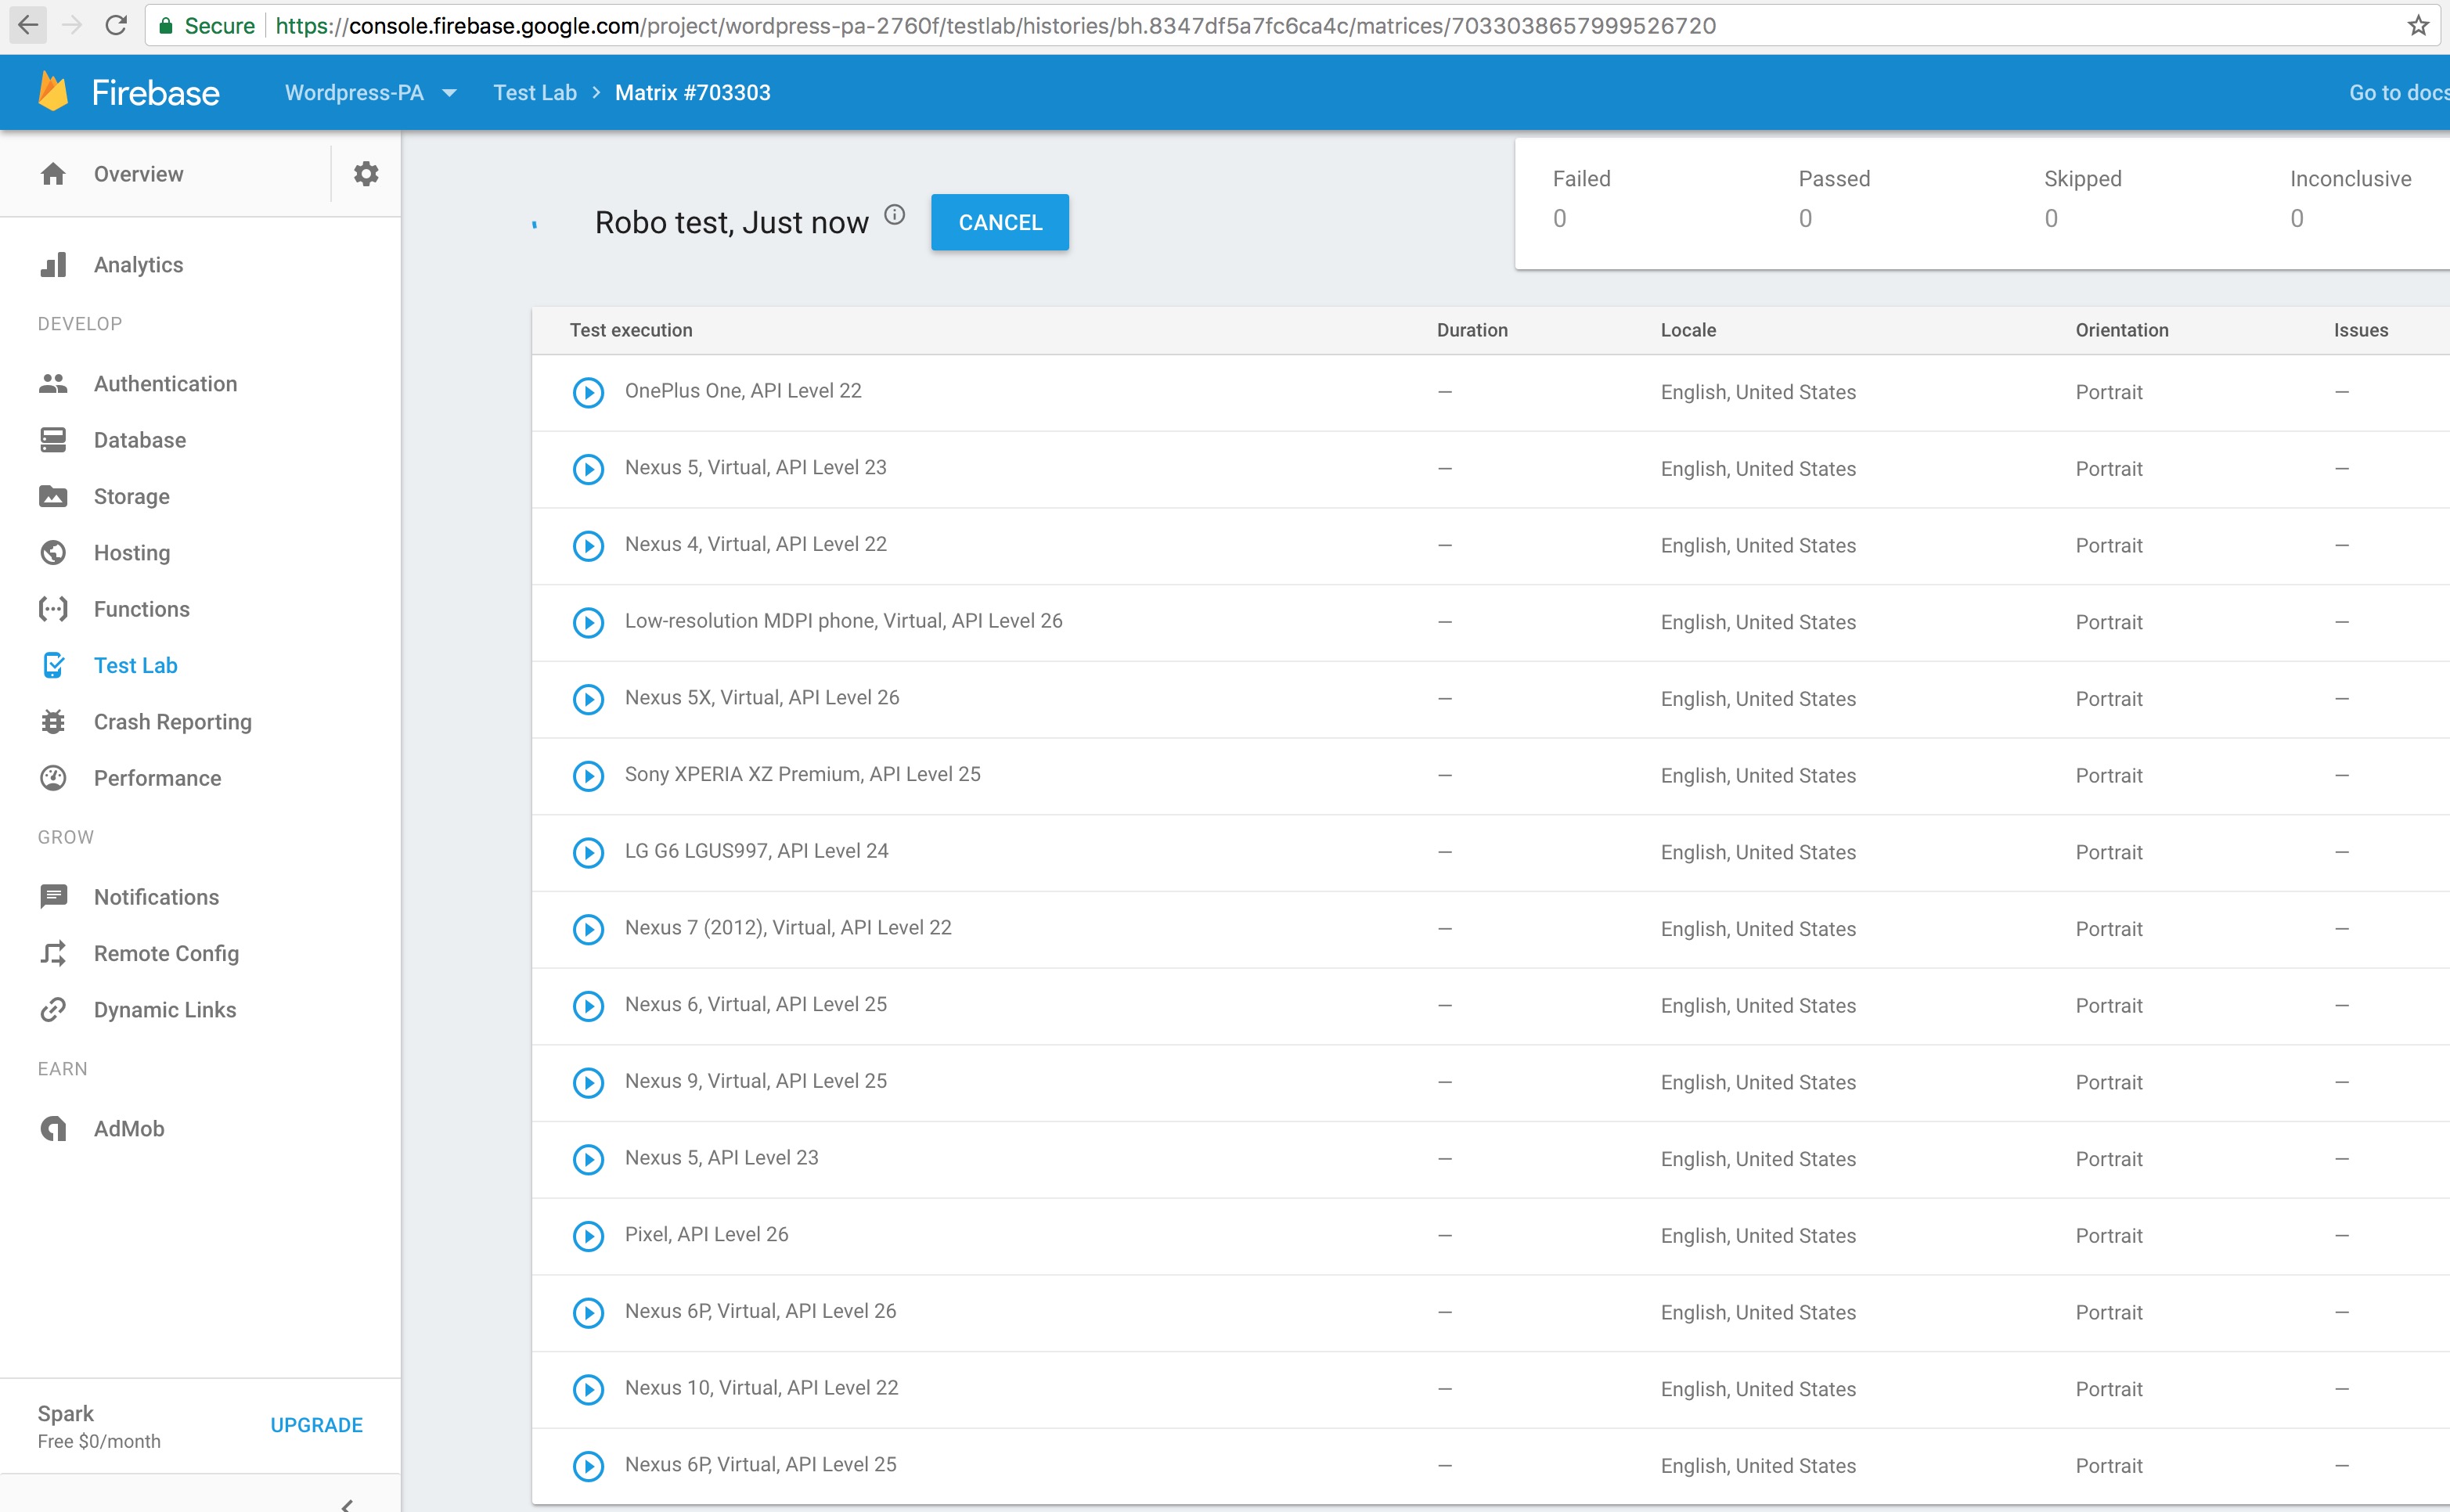 Secure https://console.firebase.google.com/project/wordpress-pa-2760f/testlab/histories/bh.8347df5a7fc6ca4c/matrices/7033038657999526720
Firebase Wordpress-PA Test Lab > Matrix #703303 Go to docs
Overview
Analytics
DEVELOP
Authentication
Database
Storage
Hosting
Functions
Test Lab
Crash Reporting
Performance
GROW
Notifications
Remote Config
Dynamic Links
EARN
AdMob
Spark
Free $0/month
UPGRADE
Robo test, Just now CANCEL
Failed Passed Skipped Inconclusive
0 0 0 0
Test execution Duration Locale Orientation Issues
OnePlus One, API Level 22 — English, United States Portrait —
Nexus 5, Virtual, API Level 23 — English, United States Portrait —
Nexus 4, Virtual, API Level 22 — English, United States Portrait —
Low-resolution MDPI phone, Virtual, API Level 26 — English, United States Portrait —
Nexus 5X, Virtual, API Level 26 — English, United States Portrait —
Sony XPERIA XZ Premium, API Level 25 — English, United States Portrait —
LG G6 LGUS997, API Level 24 — English, United States Portrait —
Nexus 7 (2012), Virtual, API Level 22 — English, United States Portrait —
Nexus 6, Virtual, API Level 25 — English, United States Portrait —
Nexus 9, Virtual, API Level 25 — English, United States Portrait —
Nexus 5, API Level 23 — English, United States Portrait —
Pixel, API Level 26 — English, United States Portrait —
Nexus 6P, Virtual, API Level 26 — English, United States Portrait —
Nexus 10, Virtual, API Level 22 — English, United States Portrait —
Nexus 6P, Virtual, API Level 25 — English, United States Portrait —